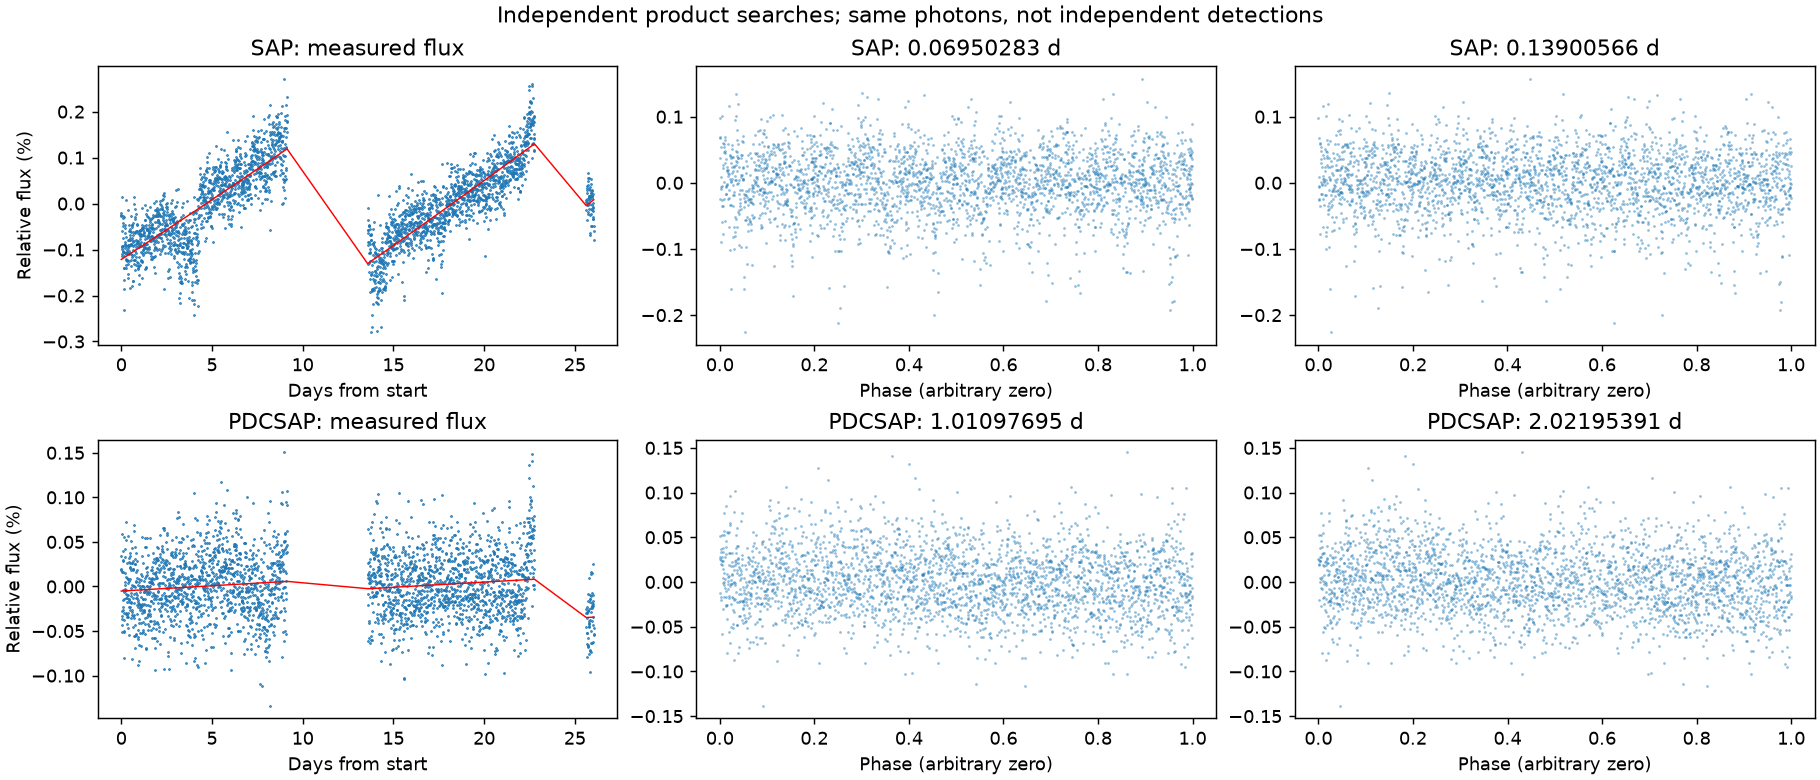 Independent product searches; same photons, not independent detections
SAP: measured flux
SAP: 0.06950283 d
SAP: 0.13900566 d
Relative flux (%)
0.2
0.1
0.0
−0.1
−0.2
−0.3
0 5 10 15 20 25
Days from start
0.1
0.0
−0.1
−0.2
0.0 0.2 0.4 0.6 0.8 1.0
Phase (arbitrary zero)
0.1
0.0
−0.1
−0.2
0.0 0.2 0.4 0.6 0.8 1.0
Phase (arbitrary zero)
PDCSAP: measured flux
PDCSAP: 1.01097695 d
PDCSAP: 2.02195391 d
Relative flux (%)
0.15
0.10
0.05
0.00
−0.05
−0.10
0 5 10 15 20 25
Days from start
0.15
0.10
0.05
0.00
−0.05
−0.10
−0.15
0.0 0.2 0.4 0.6 0.8 1.0
Phase (arbitrary zero)
0.15
0.10
0.05
0.00
−0.05
−0.10
−0.15
0.0 0.2 0.4 0.6 0.8 1.0
Phase (arbitrary zero)